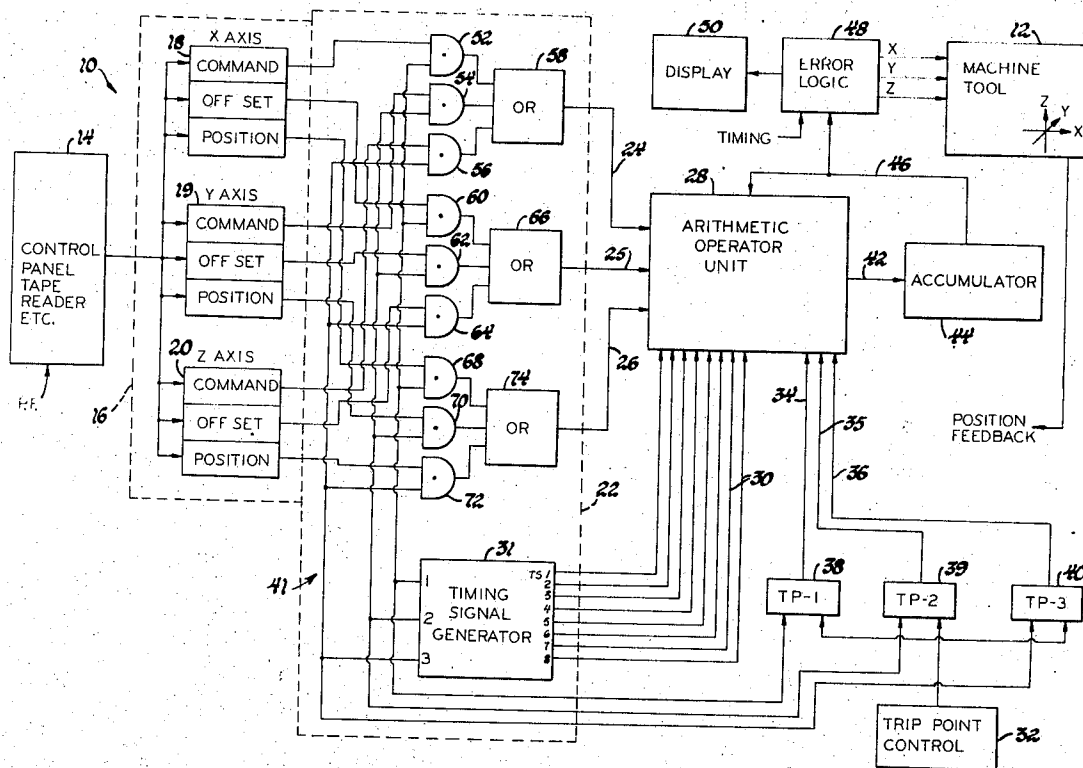 10
14
CONTROL
PANEL
TAPE
READER
ETC.
16
X AXIS
18
COMMAND
OFF SET
POSITION
Y AXIS
19
COMMAND
OFF SET
POSITION
Z AXIS
20
COMMAND
OFF SET
POSITION
41
52
54
56
58
OR
60
62
64
66
OR
68
70
72
74
OR
22
24
25
26
31
TIMING
SIGNAL
GENERATOR
1
2
3
TS 1
2
3
4
5
6
7
8
30
28
ARITHMETIC
OPERATOR
UNIT
50
DISPLAY
48
ERROR
LOGIC
TIMING
X
Y
Z
12
MACHINE
TOOL
Z
Y
X
46
42
ACCUMULATOR
44
POSITION
FEEDBACK
34
35
36
38
TP-1
39
TP-2
40
TP-3
TRIP POINT
CONTROL
32